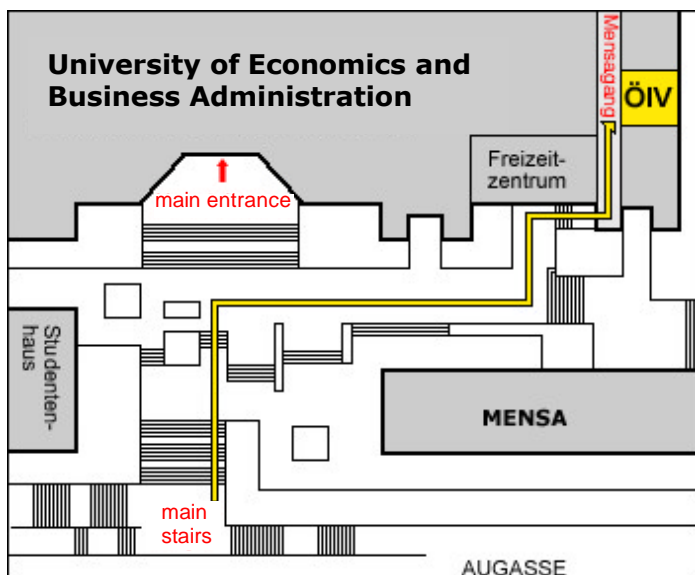 University of Economics and
Business Administration
Mensagang
ÖIV
Freizeit-
zentrum
main entrance
Studenten-
haus
MENSA
main
stairs
AUGASSE